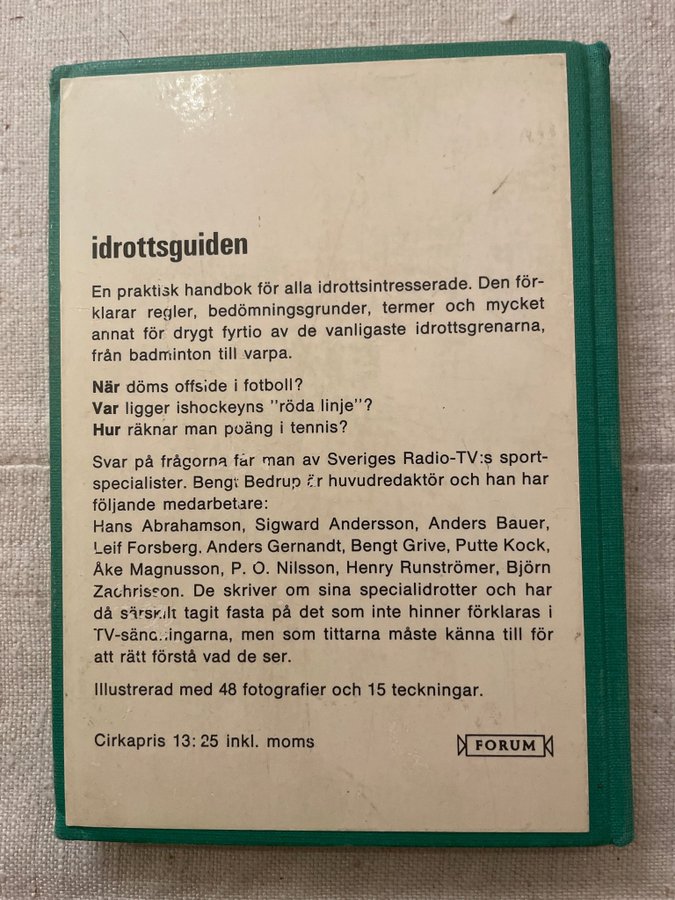 idrottsguiden
En praktisk handbok för alla idrottsintresserade. Den för-
klarar regler, bedömningsgrunder, termer och mycket
annat för drygt fyrtio av de vanligaste idrottsgrenarna,
från badminton till varpa.
När döms offside i fotboll?
Var ligger ishockeyns "röda linje"?
Hur räknar man poäng i tennis?
Svar på frågorna får man av Sveriges Radio-TV:s sport-
specialister. Bengt Bedrup är huvudredaktör och han har
följande medarbetare:
Hans Abrahamson, Sigward Andersson, Anders Bauer,
Leif Forsberg, Anders Gernandt, Bengt Grive, Putte Kock,
Åke Magnusson, P. O. Nilsson, Henry Runströmer, Björn
Zachrisson. De skriver om sina specialidrotter och har
då särskilt tagit fasta på det som inte hinner förklaras i
TV-sändningarna, men som tittarna måste känna till för
att rätt förstå vad de ser.
Illustrerad med 48 fotografier och 15 teckningar.
Cirkapris 13:25 inkl. moms
FORUM